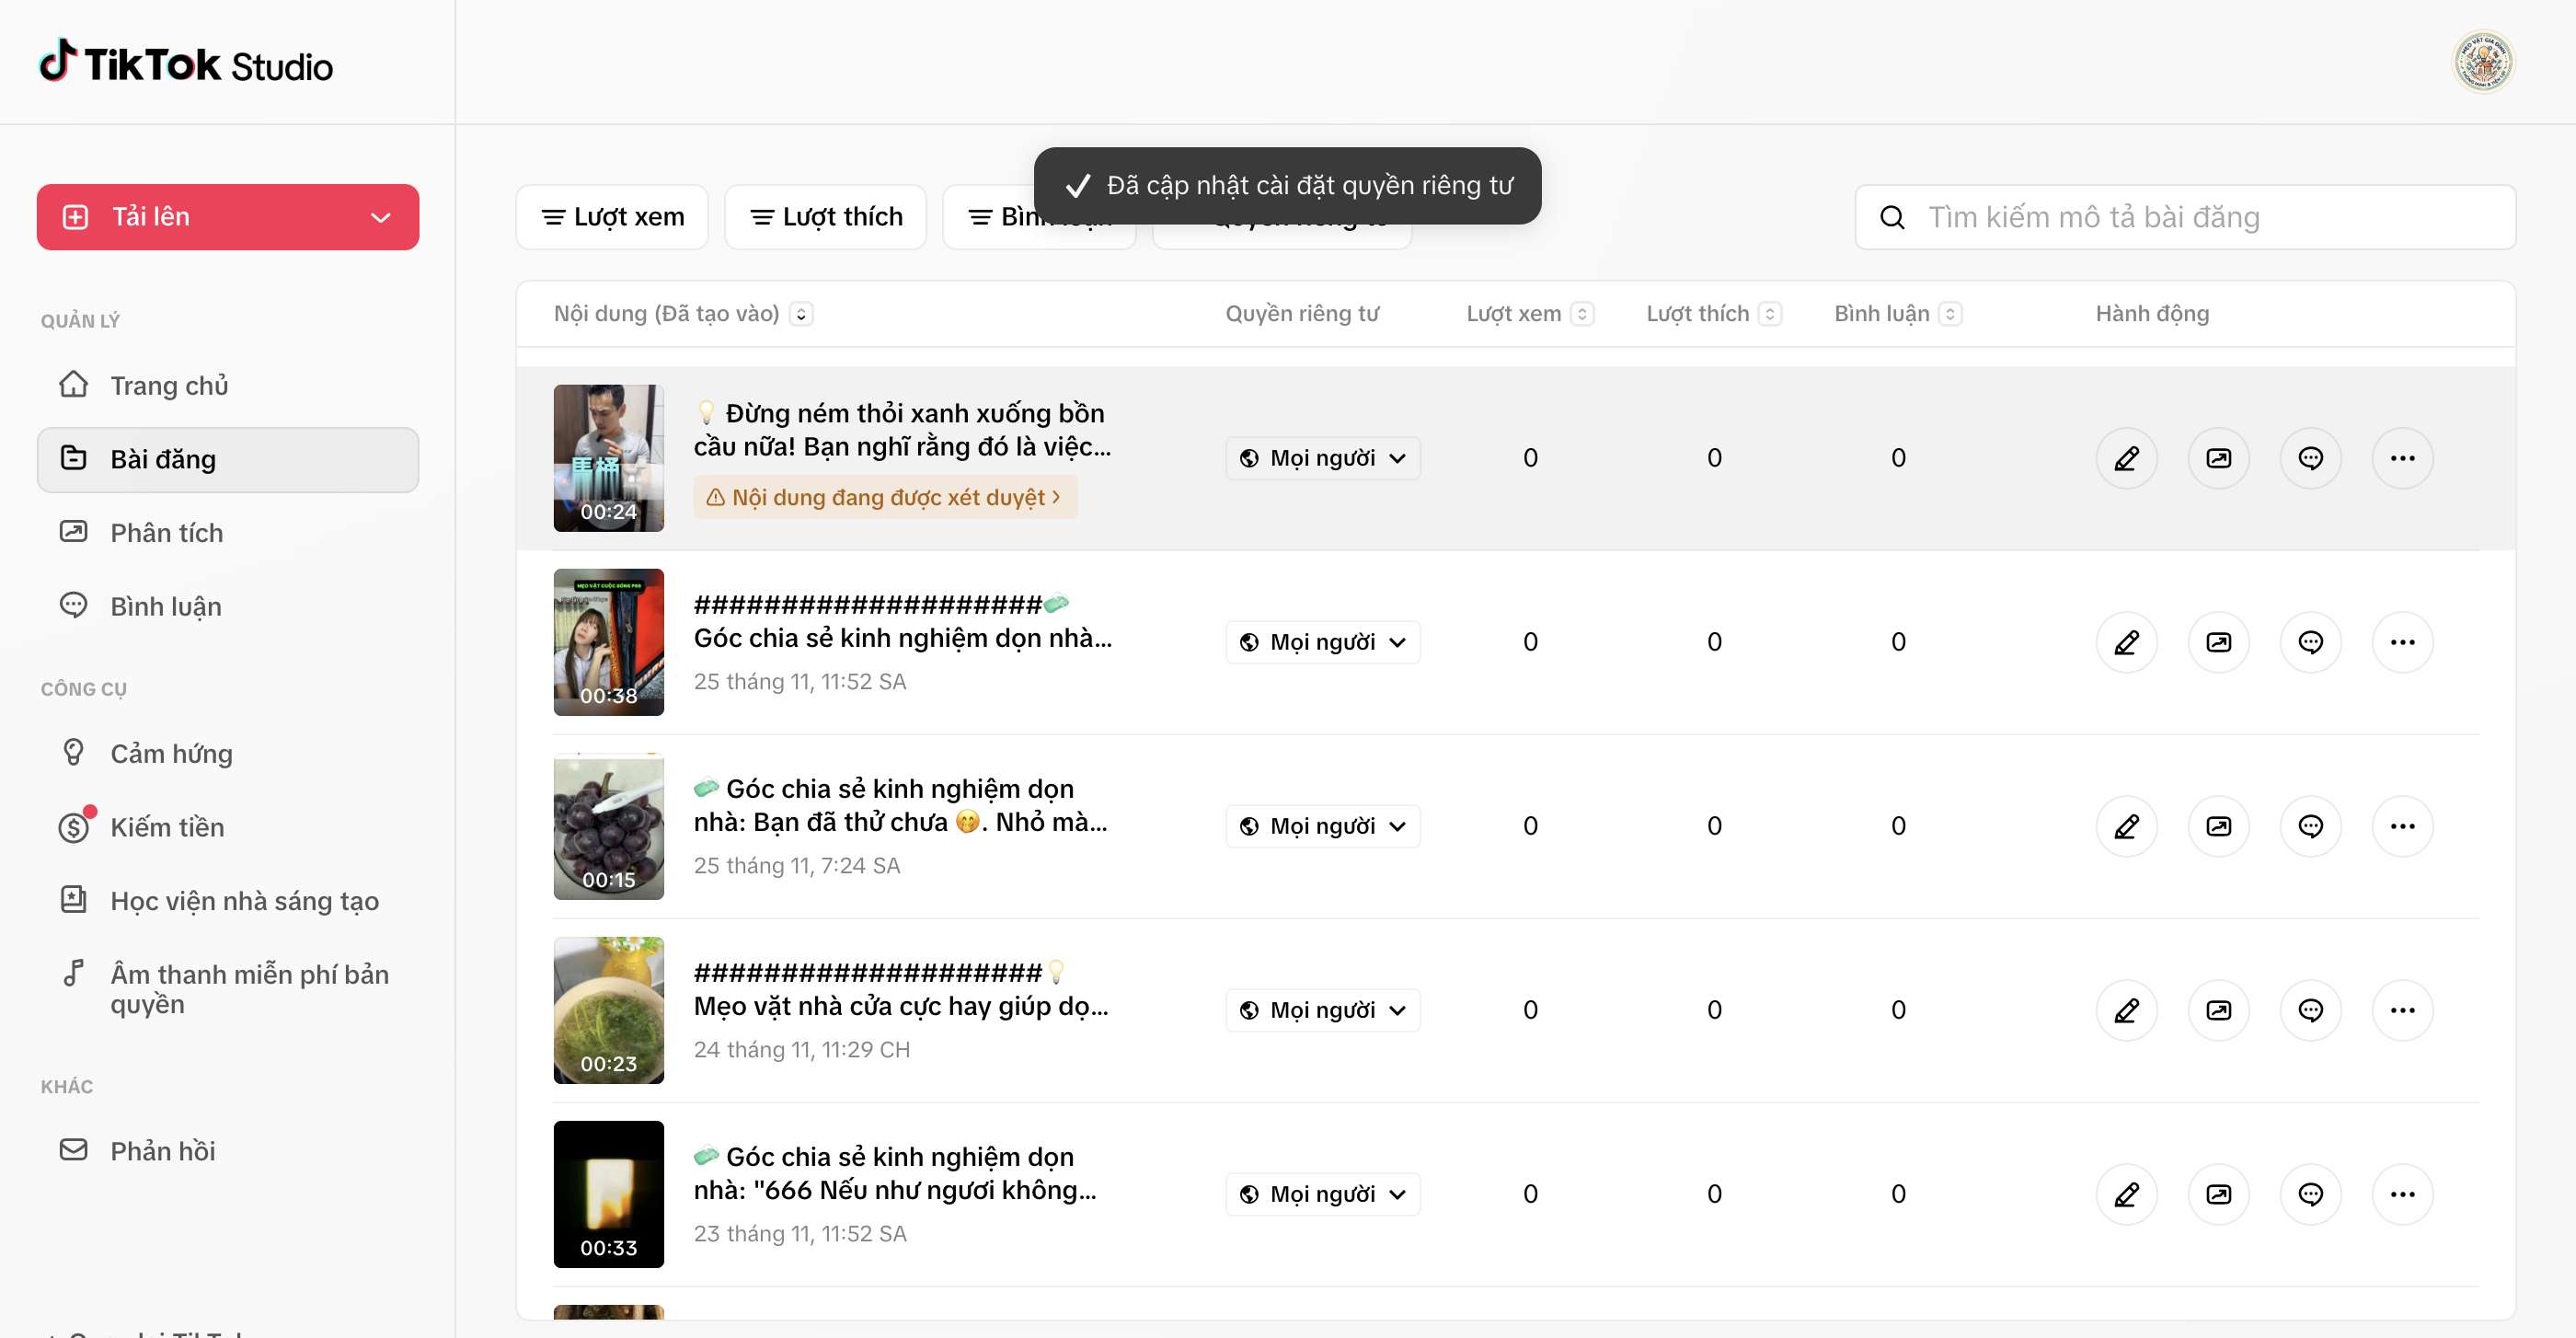 TikTok Studio
Đã cập nhật cài đặt quyền riêng tư
Tải lên
Lượt xem
Lượt thích
Tìm kiếm mô tả bài đăng
QUẢN LÝ
Trang chủ
Bài đăng
Phân tích
Bình luận
CÔNG CỤ
Cảm hứng
Kiếm tiền
Học viện nhà sáng tạo
Âm thanh miễn phí bản
quyền
KHÁC
Phản hồi
Nội dung (Đã tạo vào) Quyền riêng tư Lượt xem Lượt thích Bình luận Hành động
💡 Đừng ném thỏi xanh xuống bồn
cầu nữa! Bạn nghĩ rằng đó là việc...
Nội dung đang được xét duyệt
馬桶
00:24
Mọi người 0 0 0
####################🧼
Góc chia sẻ kinh nghiệm dọn nhà...
25 tháng 11, 11:52 SA
MẸO VẶT CUỘC SỐNG
00:38
Mọi người 0 0 0
🧼 Góc chia sẻ kinh nghiệm dọn
nhà: Bạn đã thử chưa 🤭. Nhỏ mà...
25 tháng 11, 7:24 SA
00:15
Mọi người 0 0 0
####################💡
Mẹo vặt nhà cửa cực hay giúp dọ...
24 tháng 11, 11:29 CH
00:23
Mọi người 0 0 0
🧼 Góc chia sẻ kinh nghiệm dọn
nhà: "666 Nếu như ngươi không...
23 tháng 11, 11:52 SA
00:33
Mọi người 0 0 0